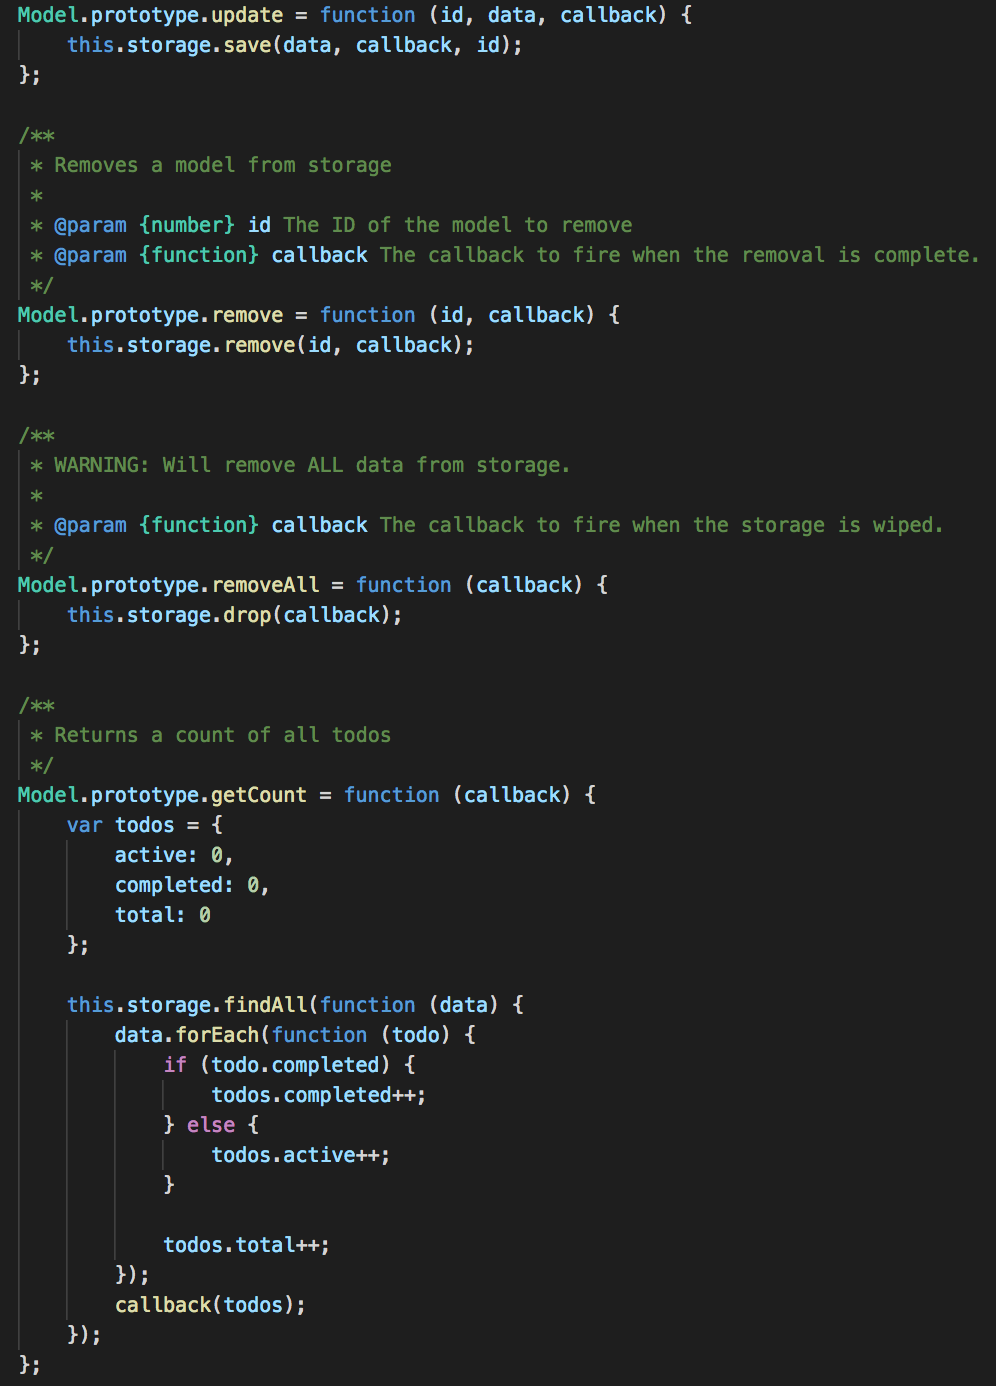 Model.prototype.update = function (id, data, callback) {
    this.storage.save(data, callback, id);
};

/**
 * Removes a model from storage
 *
 * @param {number} id The ID of the model to remove
 * @param {function} callback The callback to fire when the removal is complete.
 */
Model.prototype.remove = function (id, callback) {
    this.storage.remove(id, callback);
};

/**
 * WARNING: Will remove ALL data from storage.
 *
 * @param {function} callback The callback to fire when the storage is wiped.
 */
Model.prototype.removeAll = function (callback) {
    this.storage.drop(callback);
};

/**
 * Returns a count of all todos
 */
Model.prototype.getCount = function (callback) {
    var todos = {
        active: 0,
        completed: 0,
        total: 0
    };

    this.storage.findAll(function (data) {
        data.forEach(function (todo) {
            if (todo.completed) {
                todos.completed++;
            } else {
                todos.active++;
            }

            todos.total++;
        });
        callback(todos);
    });
};